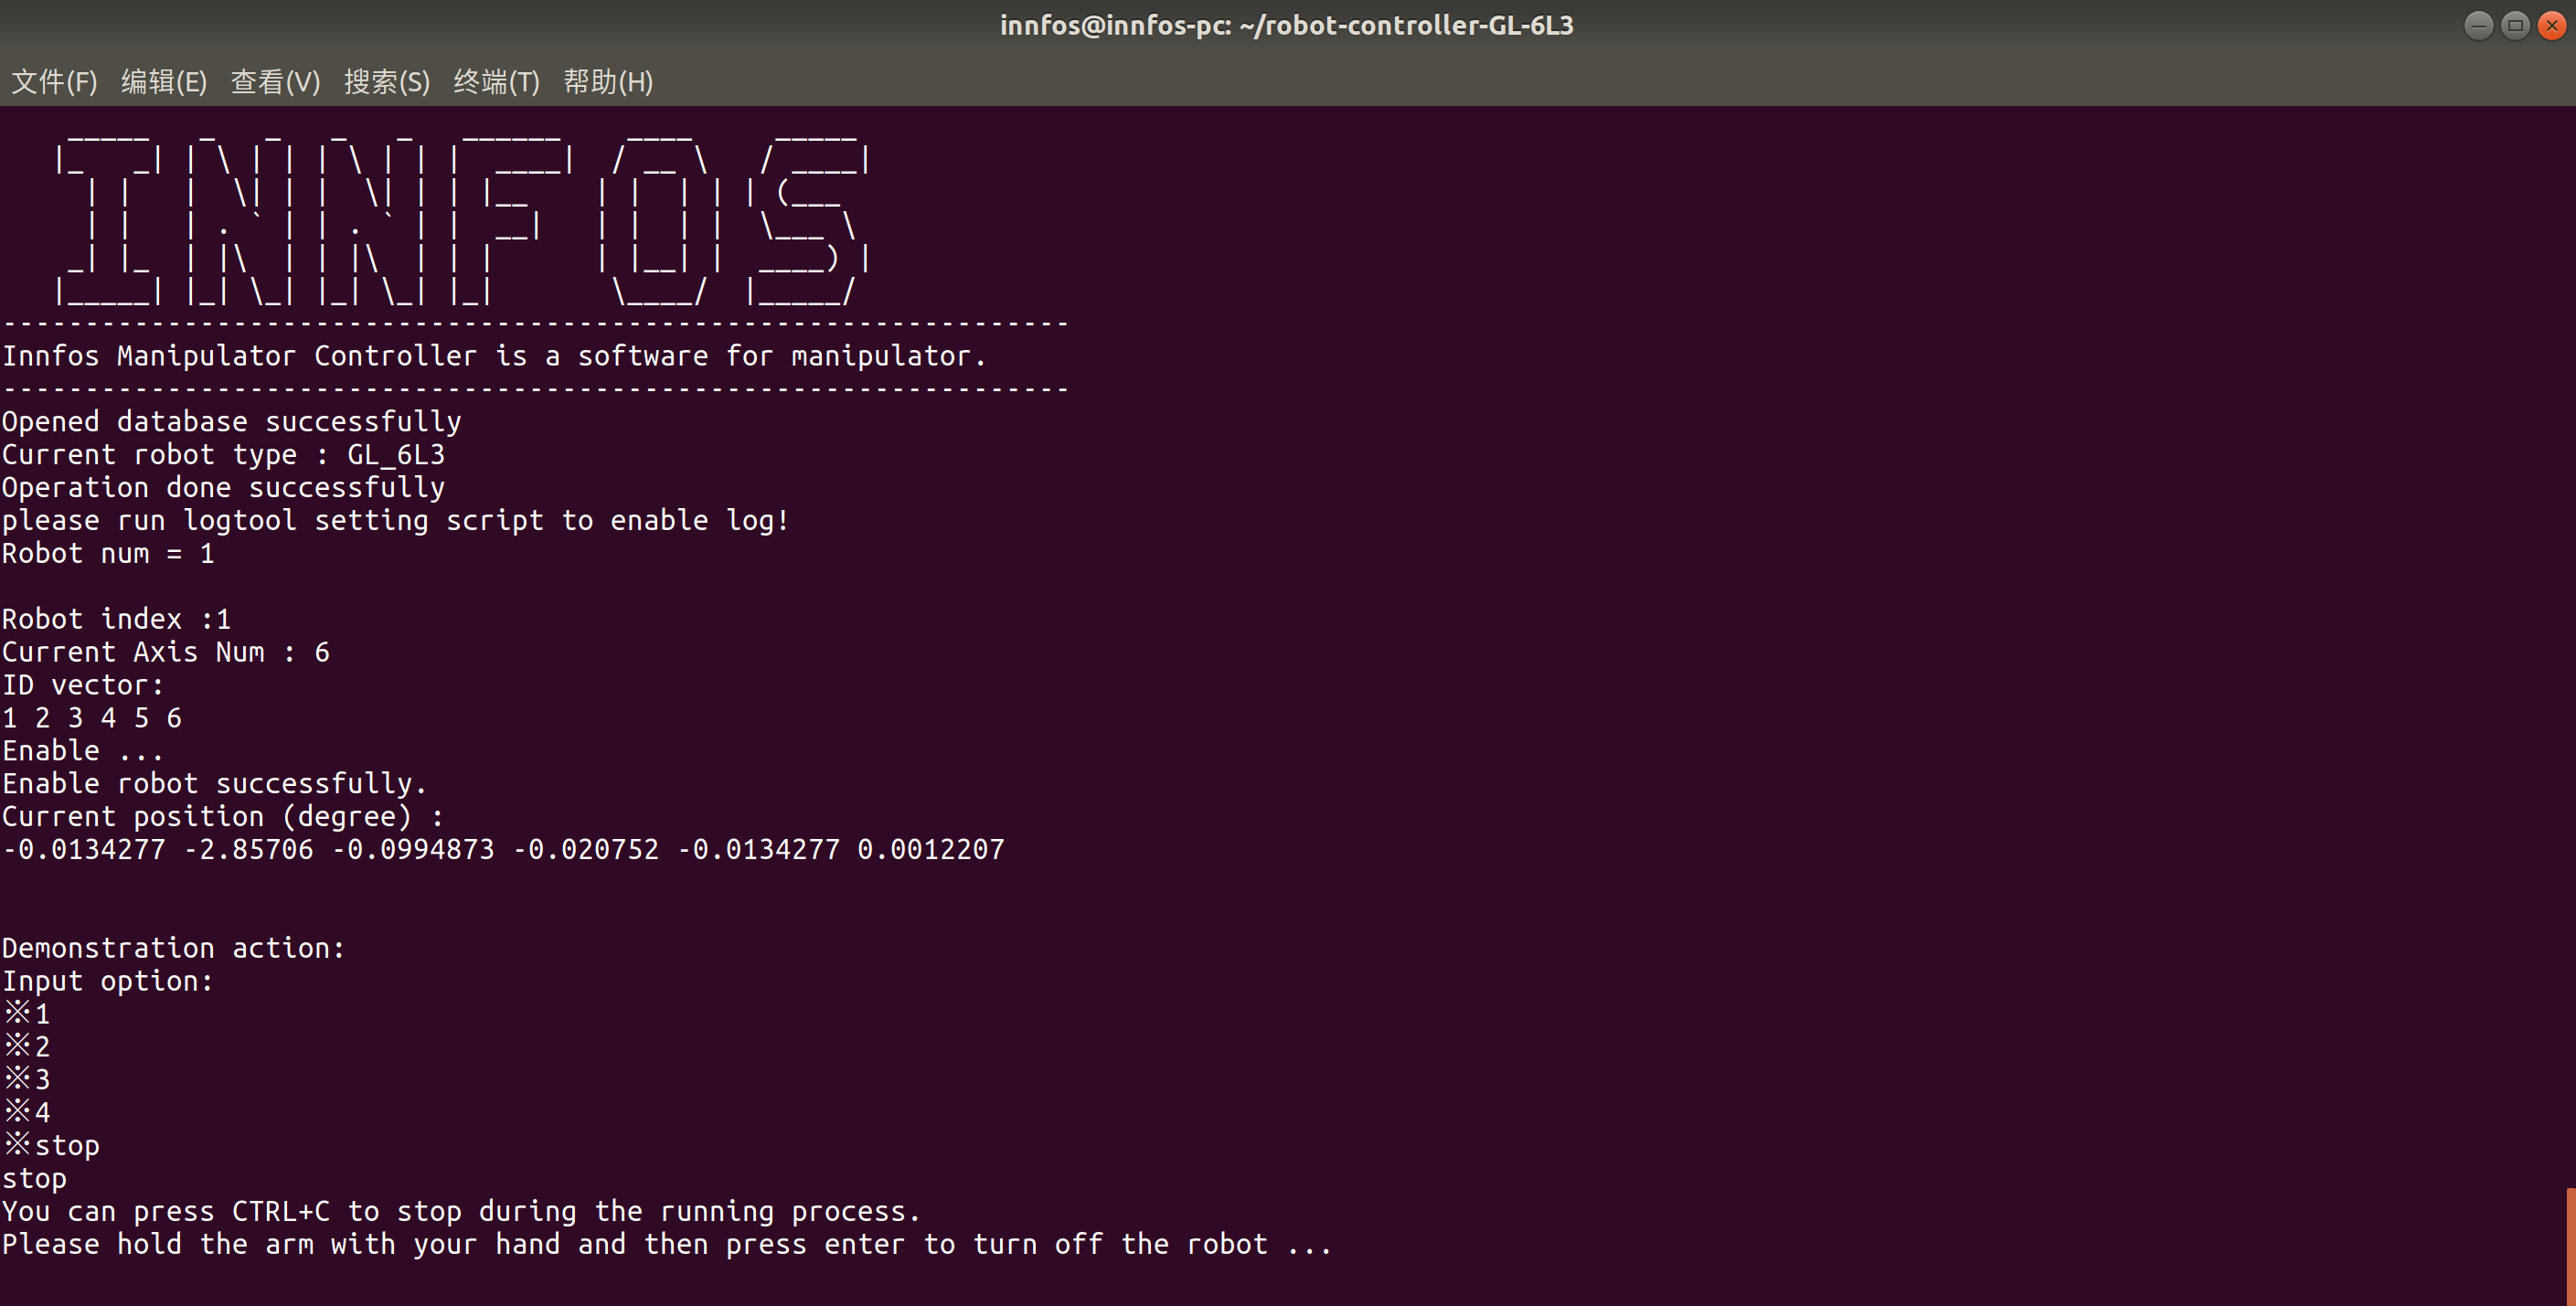 innfos@innfos-pc: ~/robot-controller-GL-6L3
文件(F) 编辑(E) 查看(V) 搜索(S) 终端(T) 帮助(H)
INNFOS
-----------------------------------------------------------------
Innfos Manipulator Controller is a software for manipulator.
-----------------------------------------------------------------
Opened database successfully
Current robot type : GL_6L3
Operation done successfully
please run logtool setting script to enable log!
Robot num = 1
Robot index :1
Current Axis Num : 6
ID vector:
1 2 3 4 5 6
Enable ...
Enable robot successfully.
Current position (degree) :
-0.0134277 -2.85706 -0.0994873 -0.020752 -0.0134277 0.0012207
Demonstration action:
Input option:
※1
※2
※3
※4
※stop
stop
You can press CTRL+C to stop during the running process.
Please hold the arm with your hand and then press enter to turn off the robot ...